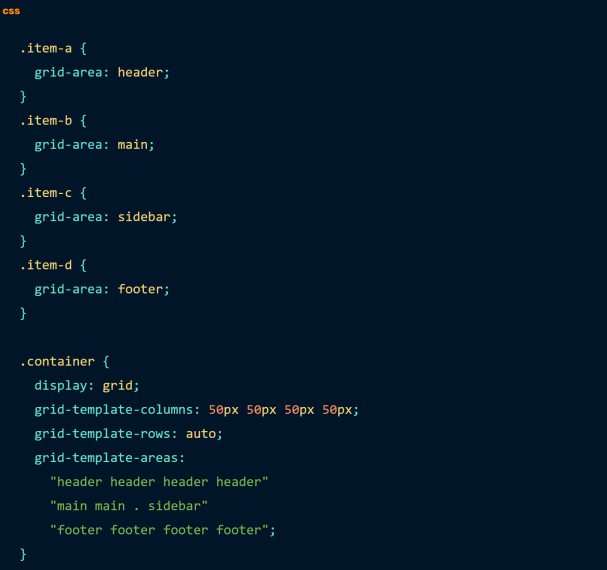 css
.item-a {
  grid-area: header;
}
.item-b {
  grid-area: main;
}
.item-c {
  grid-area: sidebar;
}
.item-d {
  grid-area: footer;
}

.container {
  display: grid;
  grid-template-columns: 50px 50px 50px 50px;
  grid-template-rows: auto;
  grid-template-areas:
    "header header header header"
    "main main . sidebar"
    "footer footer footer footer";
}